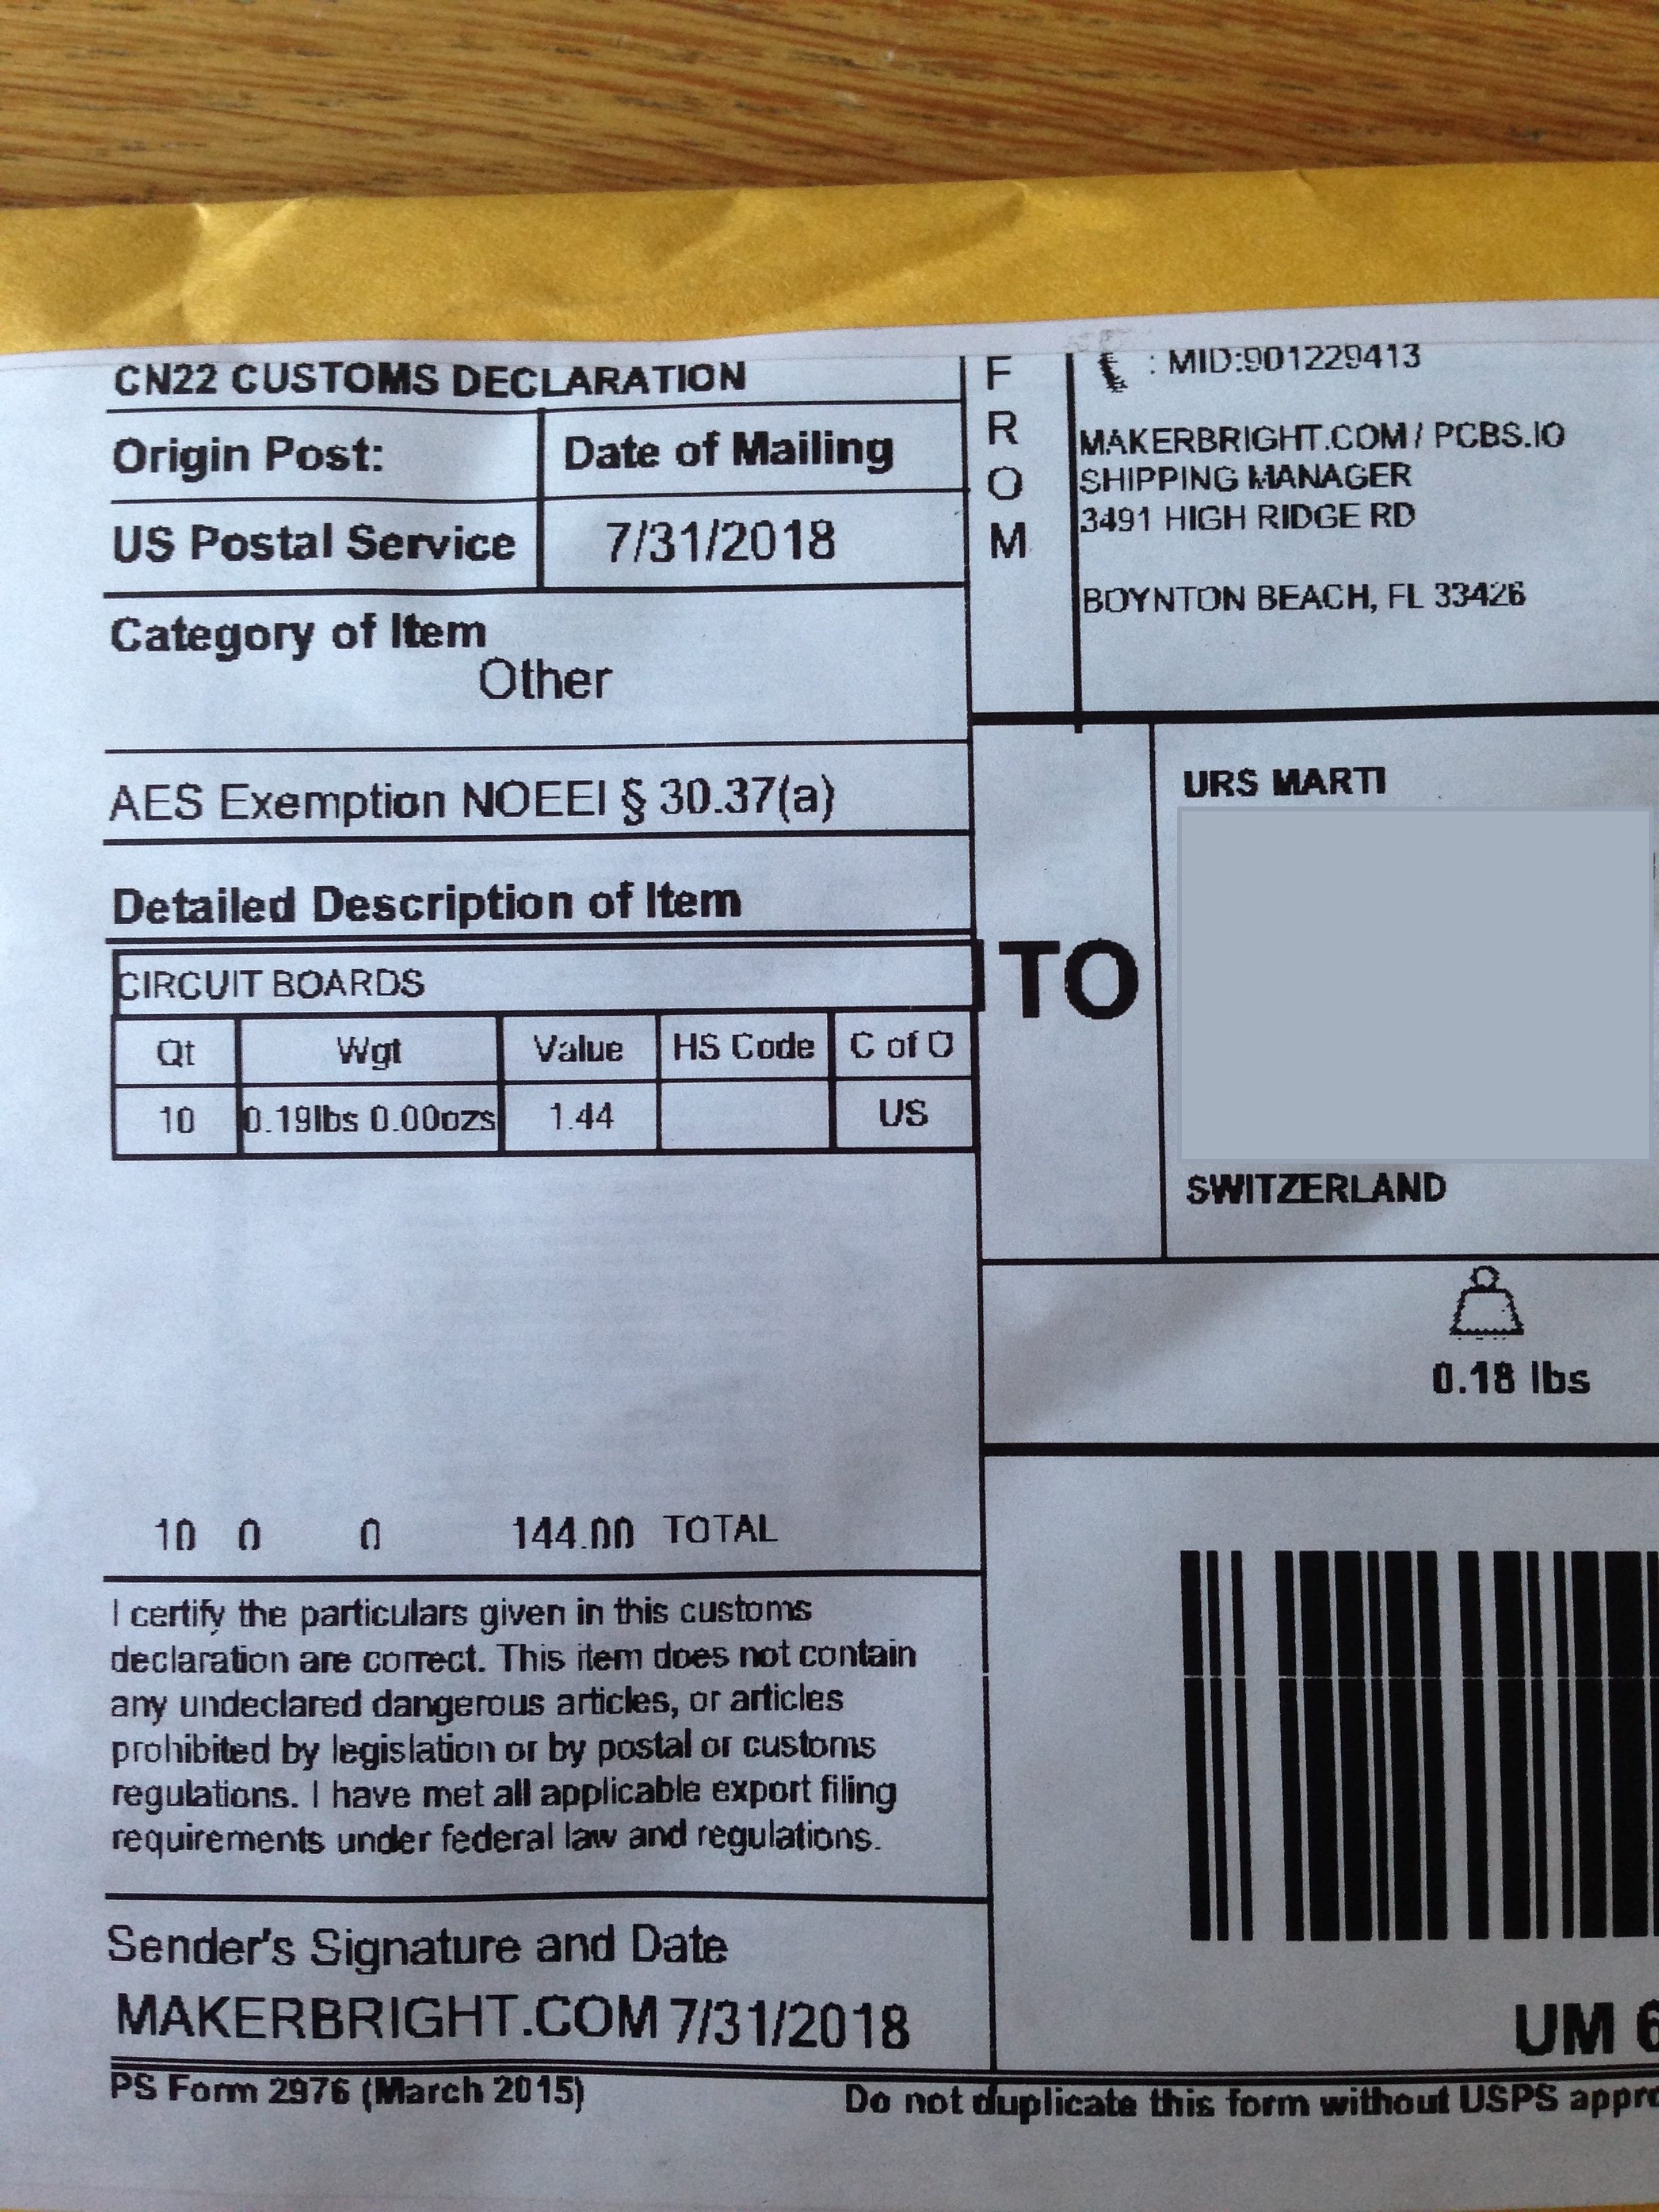 CN22 CUSTOMS DECLARATION
Origin Post:
Date of Mailing
US Postal Service
7/31/2018
Category of Item
Other
AES Exemption NOEEI § 30.37(a)
Detailed Description of Item
CIRCUIT BOARDS
Qt Wgt Value HS Code C of O
10 0.19lbs 0.00ozs 1.44 US
10 0 0 144.00 TOTAL
I certify the particulars given in this customs
declaration are correct. This item does not contain
any undeclared dangerous articles, or articles
prohibited by legislation or by postal or customs
regulations. I have met all applicable export filing
requirements under federal law and regulations.
Sender's Signature and Date
MAKERBRIGHT.COM 7/31/2018
PS Form 2976 (March 2015)
FROM
: MID:901229413
MAKERBRIGHT.COM / PCBS.IO
SHIPPING MANAGER
3491 HIGH RIDGE RD
BOYNTON BEACH, FL 33426
TO
URS MARTI
SWITZERLAND
0.18 lbs
UM 6
Do not duplicate this form without USPS appro